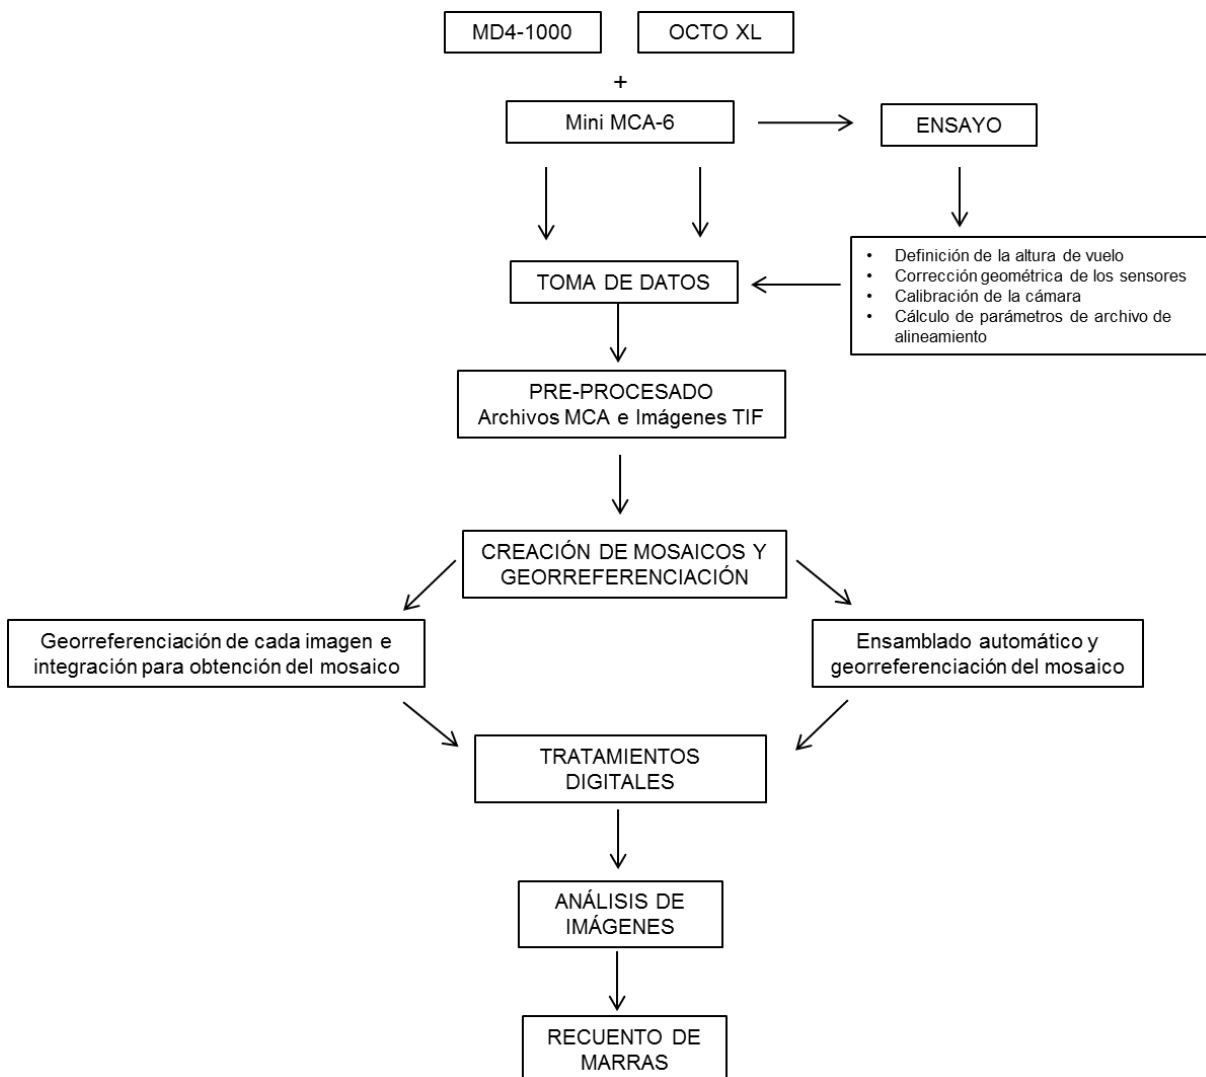 MD4-1000
OCTO XL
+
Mini MCA-6
ENSAYO
• Definición de la altura de vuelo
• Corrección geométrica de los sensores
• Calibración de la cámara
• Cálculo de parámetros de archivo de
alineamiento
TOMA DE DATOS
PRE-PROCESADO
Archivos MCA e Imágenes TIF
CREACIÓN DE MOSAICOS Y
GEORREFERENCIACIÓN
Georreferenciación de cada imagen e
integración para obtención del mosaico
Ensamblado automático y
georreferenciación del mosaico
TRATAMIENTOS
DIGITALES
ANÁLISIS DE
IMÁGENES
RECUENTO DE
MARRAS